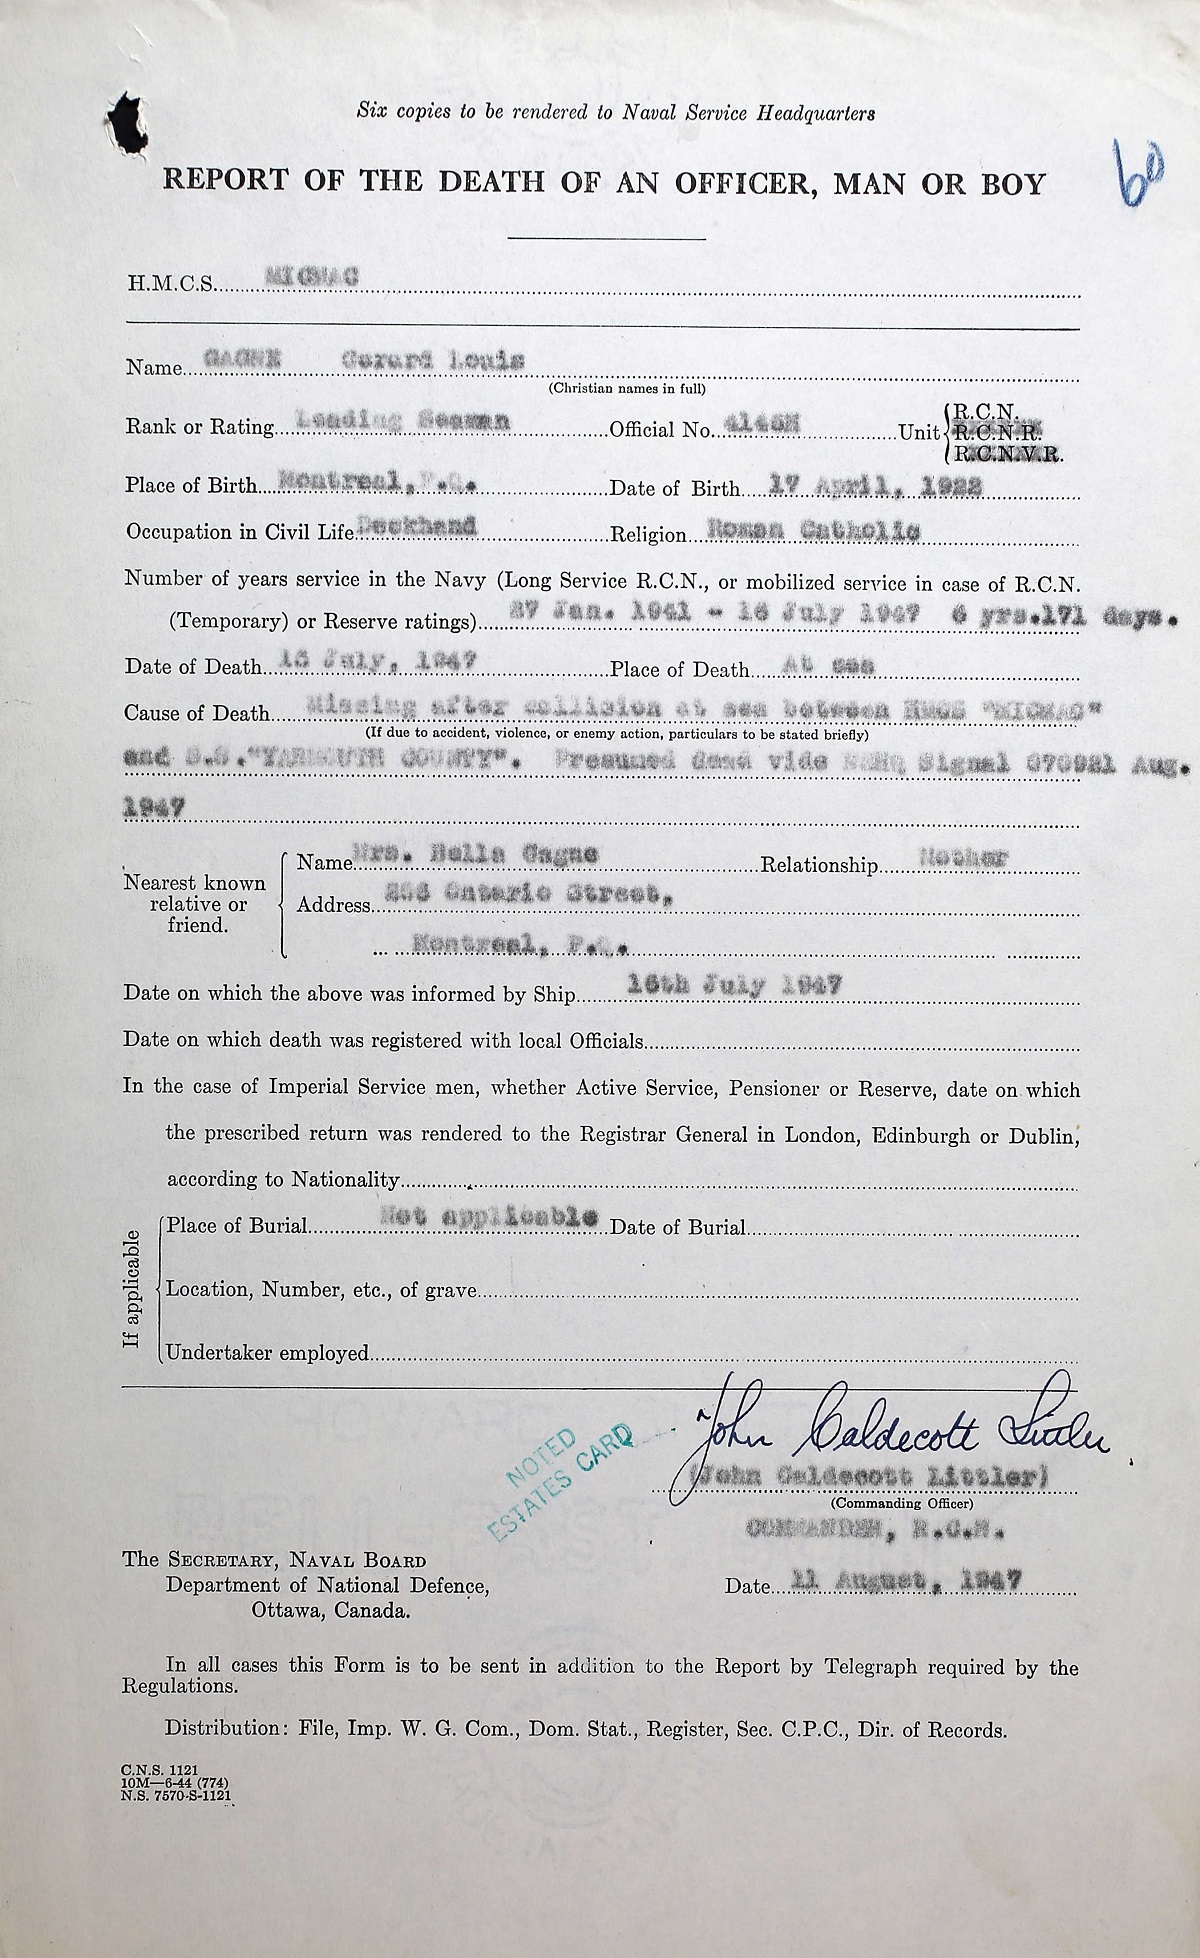 Six copies to be rendered to Naval Service Headquarters
60
REPORT OF THE DEATH OF AN OFFICER, MAN OR BOY
H.M.C.S. MICMAC
Name GAGNE Gerard Louis
(Christian names in full)
Rank or Rating Leading Seaman Official No. 4146H Unit R.C.N.
R.C.N.R.
R.C.N.V.R.
Place of Birth Montreal, P.Q. Date of Birth 17 April, 1922
Occupation in Civil Life Deckhand Religion Roman Catholic
Number of years service in the Navy (Long Service R.C.N., or mobilized service in case of R.C.N.
(Temporary) or Reserve ratings) 27 Jan. 1941 - 16 July 1947 6 yrs.171 days.
Date of Death 16 July, 1947 Place of Death At sea
Cause of Death Missing after collision at sea between HMCS "MICMAC"
(If due to accident, violence, or enemy action, particulars to be stated briefly)
and S.S."YARMOUTH COUNTY". Presumed dead vide NSHQ Signal 070921 Aug.
1947
Nearest known relative or friend.
Name Mrs. Bella Gagne Relationship Mother
Address Ontario Street,
Montreal, P.Q.
Date on which the above was informed by Ship 16th July 1947
Date on which death was registered with local Officials
In the case of Imperial Service men, whether Active Service, Pensioner or Reserve, date on which
the prescribed return was rendered to the Registrar General in London, Edinburgh or Dublin,
according to Nationality
If applicable
Place of Burial Not applicable Date of Burial
Location, Number, etc., of grave
Undertaker employed
NOTED
ESTATES CARD
John Caldecott Littler
(John Caldecott Littler)
(Commanding Officer)
COMMANDER, R.C.N.
The SECRETARY, NAVAL BOARD
Department of National Defence,
Ottawa, Canada.
Date 11 August, 1947
In all cases this Form is to be sent in addition to the Report by Telegraph required by the
Regulations.
Distribution: File, Imp. W. G. Com., Dom. Stat., Register, Sec. C.P.C., Dir. of Records.
C.N.S. 1121
10M—6-44 (774)
N.S. 7570-S-1121